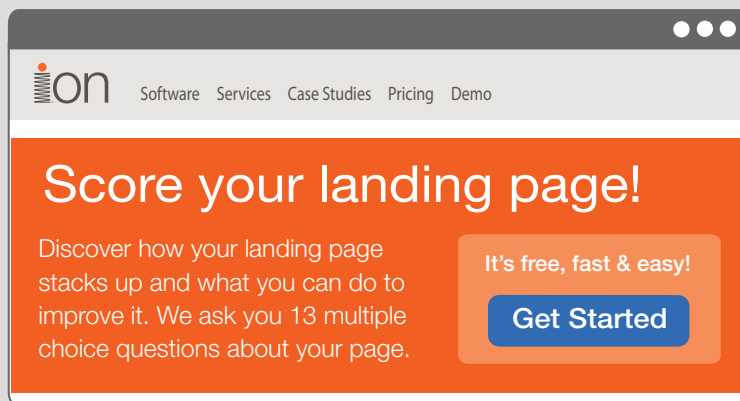 ion
Software Services Case Studies Pricing Demo
Score your landing page!
Discover how your landing page
stacks up and what you can do to
improve it. We ask you 13 multiple
choice questions about your page.
It's free, fast & easy!
Get Started